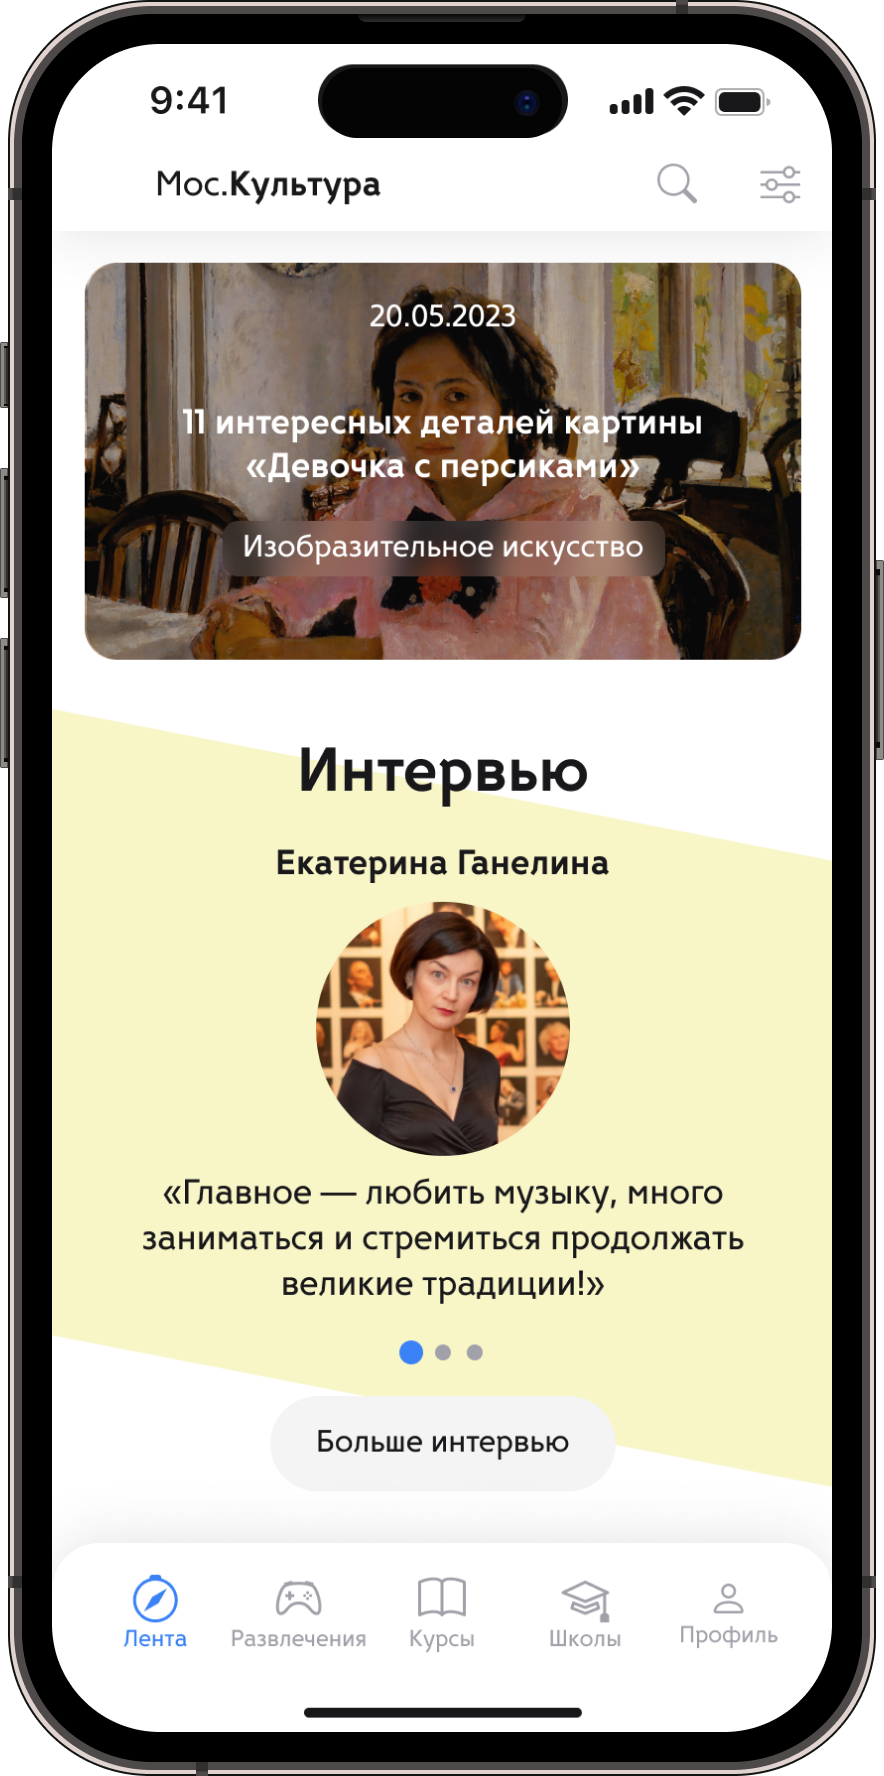 9:41
Мос.Культура
20.05.2023
11 интересных деталей картины
«Девочка с персиками»
Изобразительное искусство
Интервью
Екатерина Ганелина
«Главное — любить музыку, много
заниматься и стремиться продолжать
великие традиции!»
Больше интервью
Лента Развлечения Курсы Школы Профиль